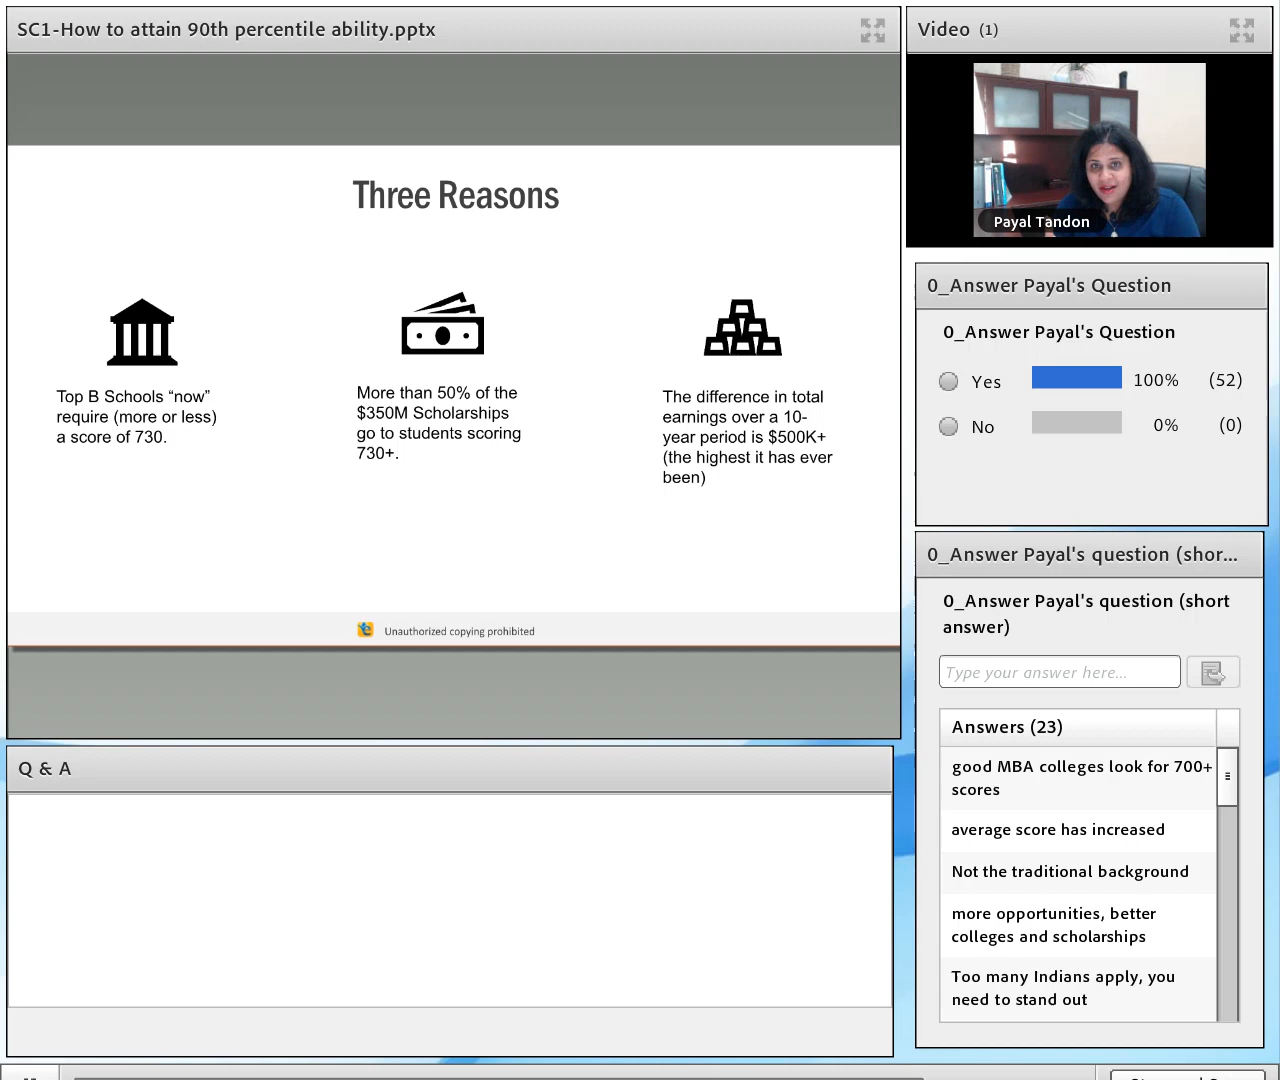 SC1-How to attain 90th percentile ability.pptx
Three Reasons
Top B Schools “now”
require (more or less)
a score of 730.
More than 50% of the
$350M Scholarships
go to students scoring
730+.
The difference in total
earnings over a 10-
year period is $500K+
(the highest it has ever
been)
Unauthorized copying prohibited
Q & A
Video (1)
Payal Tandon
0_Answer Payal's Question
0_Answer Payal's Question
Yes 100% (52)
No 0% (0)
0_Answer Payal's question (shor...
0_Answer Payal's question (short
answer)
Type your answer here...
Answers (23)
good MBA colleges look for 700+
scores
average score has increased
Not the traditional background
more opportunities, better
colleges and scholarships
Too many Indians apply, you
need to stand out